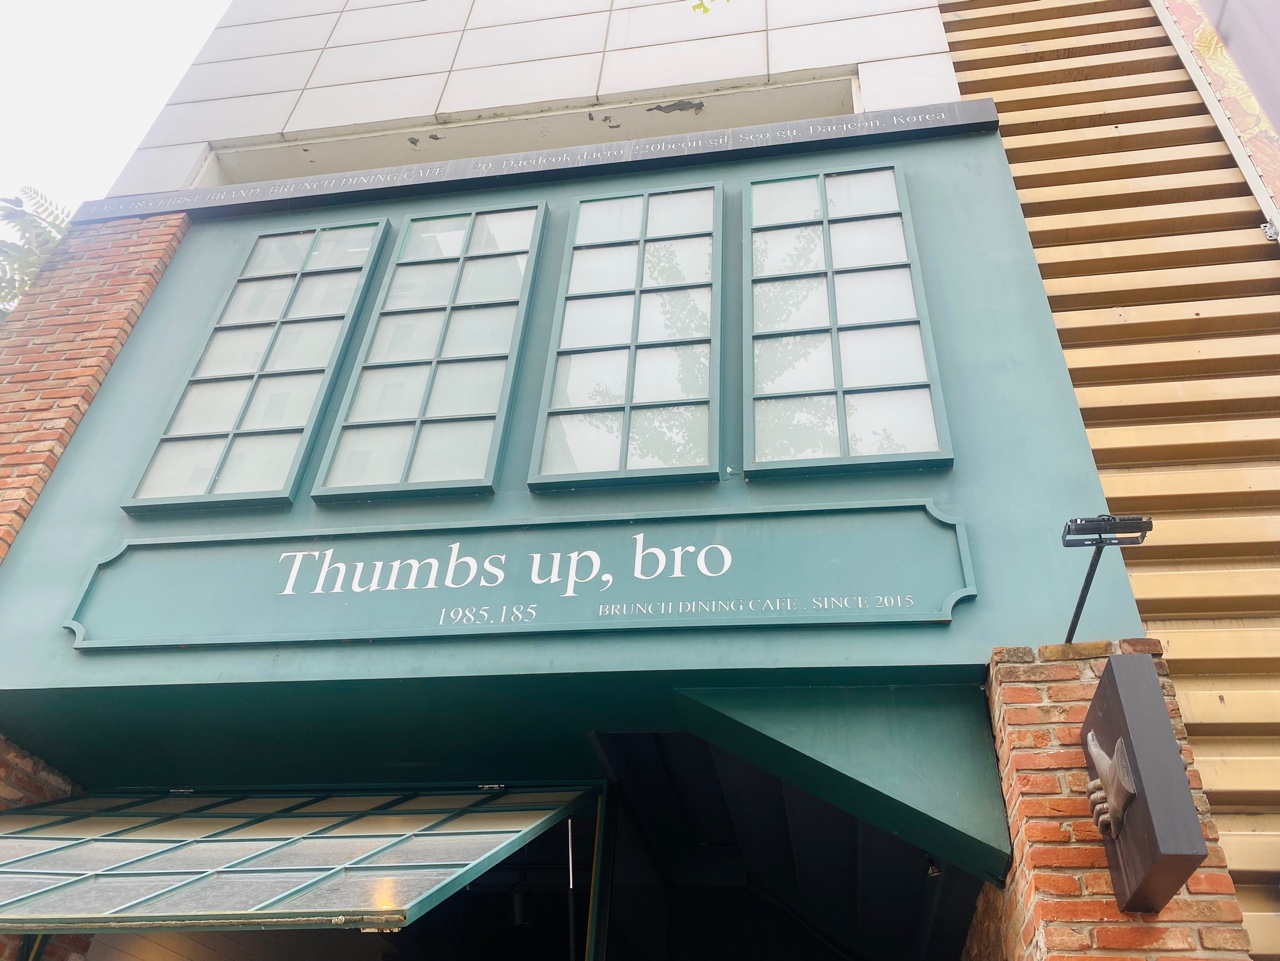 1985.185 FIRST BRAND, BRUNCH DINING CAFE 20, Daedeok-daero 220beon-gil, Seo-gu, Daejeon, Korea
Thumbs up, bro
1985.185 BRUNCH DINING CAFE . SINCE 2015